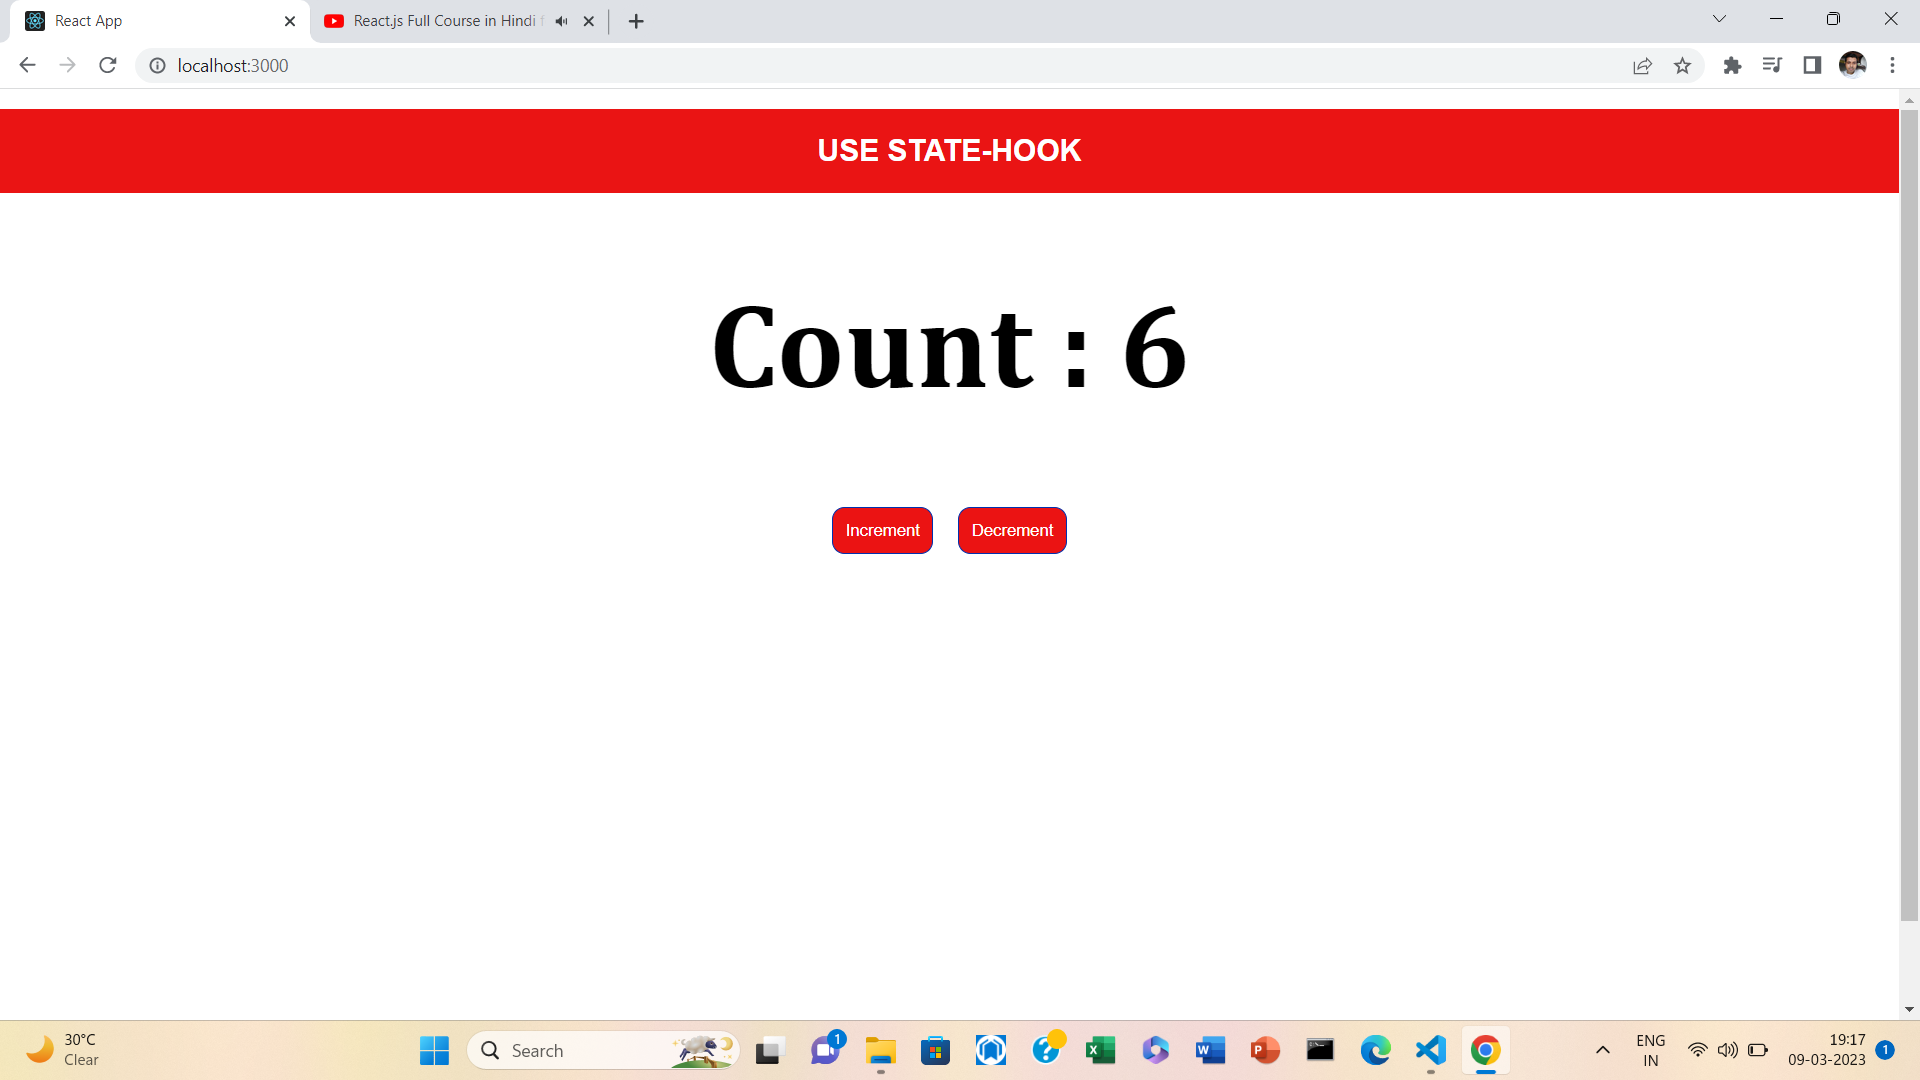 React App
React.js Full Course in Hindi
localhost:3000
USE STATE-HOOK
Count : 6
Increment
Decrement
30°C
Clear
Search
1
ENG
IN
19:17
09-03-2023
1